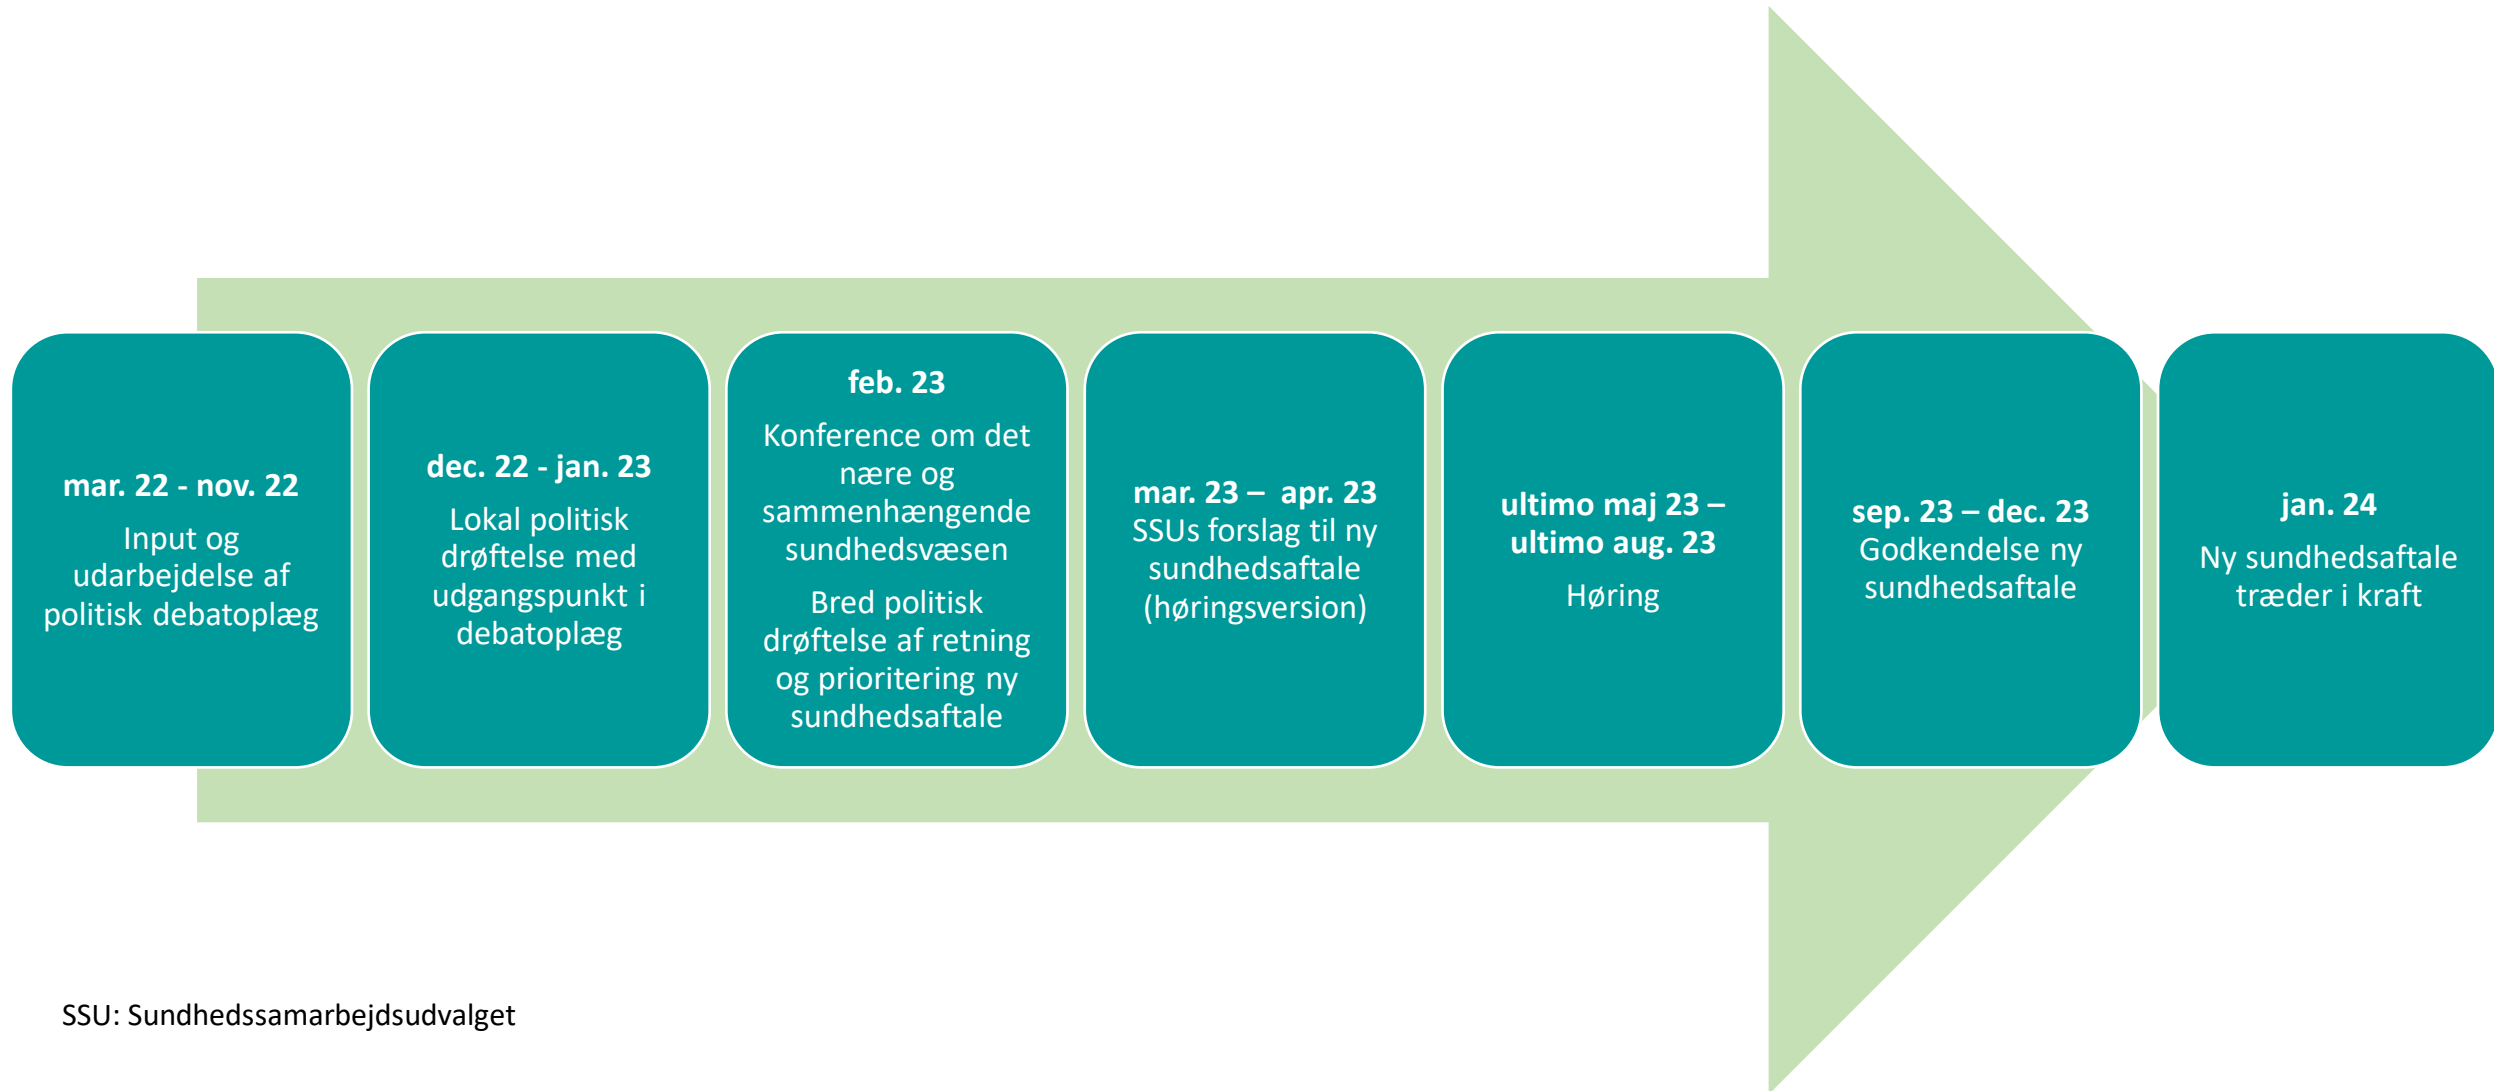 mar. 22 - nov. 22
Input og
udarbejdelse af
politisk debatoplæg
dec. 22 - jan. 23
Lokal politisk
drøftelse med
udgangspunkt i
debatoplæg
feb. 23
Konference om det
nære og
sammenhængende
sundhedsvæsen
Bred politisk
drøftelse af retning
og prioritering ny
sundhedsaftale
mar. 23 – apr. 23
SSUs forslag til ny
sundhedsaftale
(høringsversion)
ultimo maj 23 –
ultimo aug. 23
Høring
sep. 23 – dec. 23
Godkendelse ny
sundhedsaftale
jan. 24
Ny sundhedsaftale
træder i kraft
SSU: Sundhedssamarbejdsudvalget